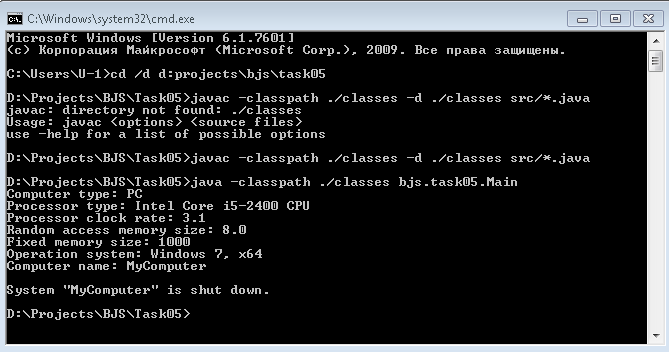 C:\Windows\system32\cmd.exe
Microsoft Windows [Version 6.1.7601]
(c) Корпорация Майкрософт (Microsoft Corp.), 2009. Все права защищены.
C:\Users\U-1>cd /d d:projects\bjs\task05
D:\Projects\BJS\Task05>javac -classpath ./classes -d ./classes src/*.java
javac: directory not found: ./classes
Usage: javac <options> <source files>
use -help for a list of possible options
D:\Projects\BJS\Task05>javac -classpath ./classes -d ./classes src/*.java
D:\Projects\BJS\Task05>java -classpath ./classes bjs.task05.Main
Computer type: PC
Processor type: Intel Core i5-2400 CPU
Processor clock rate: 3.1
Random access memory size: 8.0
Fixed memory size: 1000
Operation system: Windows 7, x64
Computer name: MyComputer
System "MyComputer" is shut down.
D:\Projects\BJS\Task05>